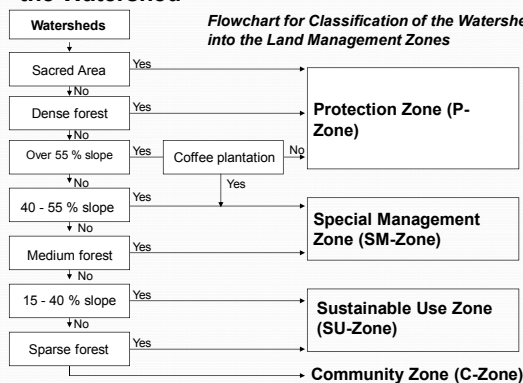 the Watershed
Flowchart for Classification of the Watershe
into the Land Management Zones
Watersheds
Sacred Area
Yes
No
Dense forest
Yes
No
Over 55 % slope
Yes
Coffee plantation
No
Yes
No
Protection Zone (P-
Zone)
40 - 55 % slope
Yes
No
Medium forest
Yes
No
Special Management
Zone (SM-Zone)
15 - 40 % slope
Yes
No
Sparse forest
Yes
Sustainable Use Zone
(SU-Zone)
Community Zone (C-Zone)